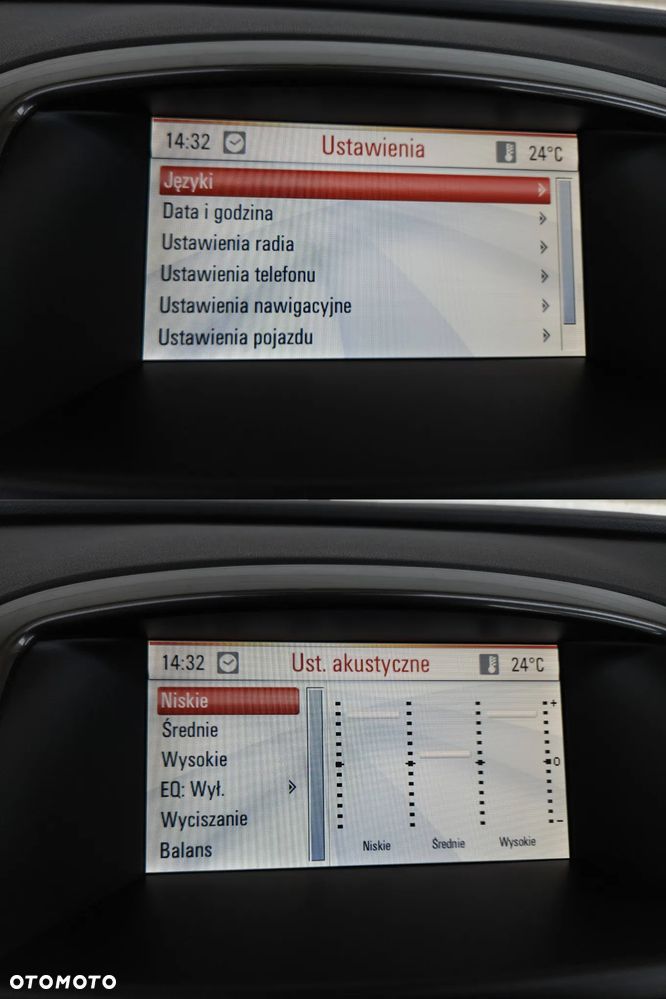 14:32 Ustawienia 24°C
Języki
Data i godzina
Ustawienia radia
Ustawienia telefonu
Ustawienia nawigacyjne
Ustawienia pojazdu
14:32 Ust. akustyczne 24°C
Niskie
Średnie
Wysokie
EQ: Wył.
Wyciszanie
Balans
+
0
−
Niskie Średnie Wysokie
OTOMOTO